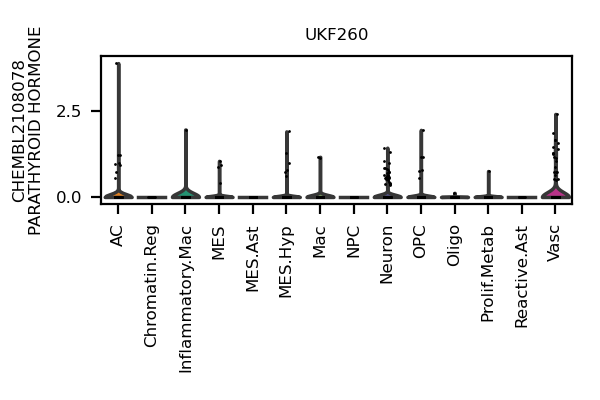 UKF260
CHEMBL2108078
PARATHYROID HORMONE
2.5
0.0
AC
Chromatin.Reg
Inflammatory.Mac
MES
MES.Ast
MES.Hyp
Mac
NPC
Neuron
OPC
Oligo
Prolif.Metab
Reactive.Ast
Vasc